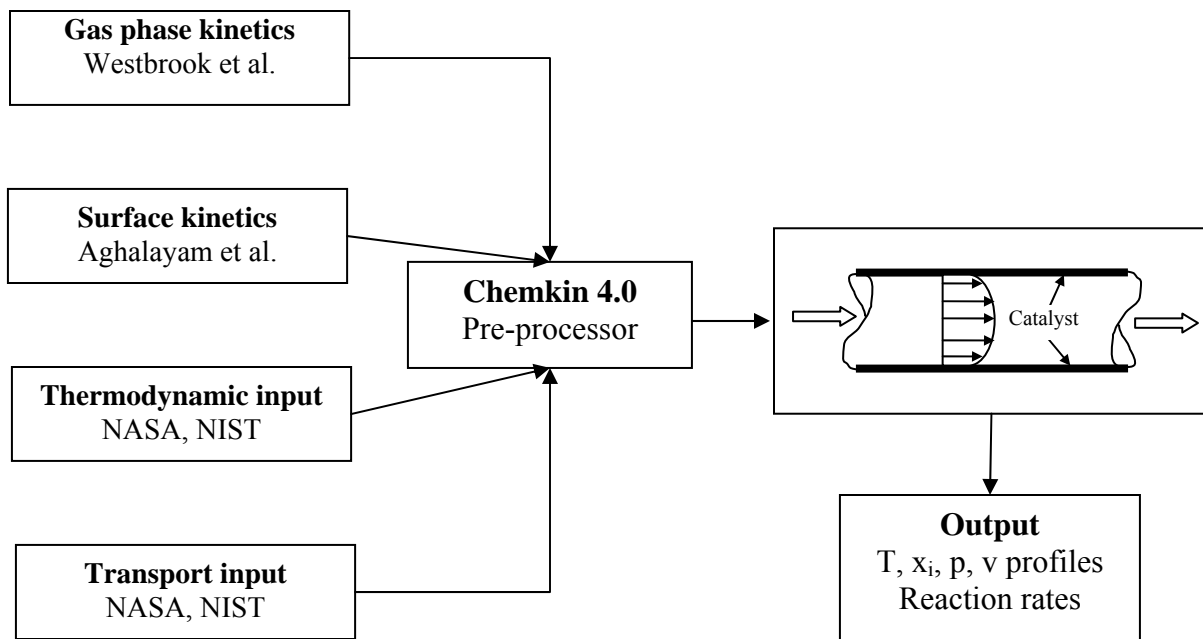 Gas phase kinetics
Westbrook et al.
Surface kinetics
Aghalayam et al.
Thermodynamic input
NASA, NIST
Transport input
NASA, NIST
Chemkin 4.0
Pre-processor
Catalyst
Output
T, xᵢ, p, v profiles
Reaction rates